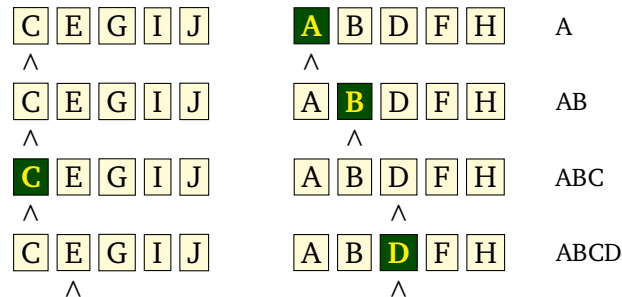 C E G I J A B D F H A
∧ ∧
C E G I J A B D F H AB
∧ ∧
C E G I J A B D F H ABC
∧ ∧
C E G I J A B D F H ABCD
∧ ∧